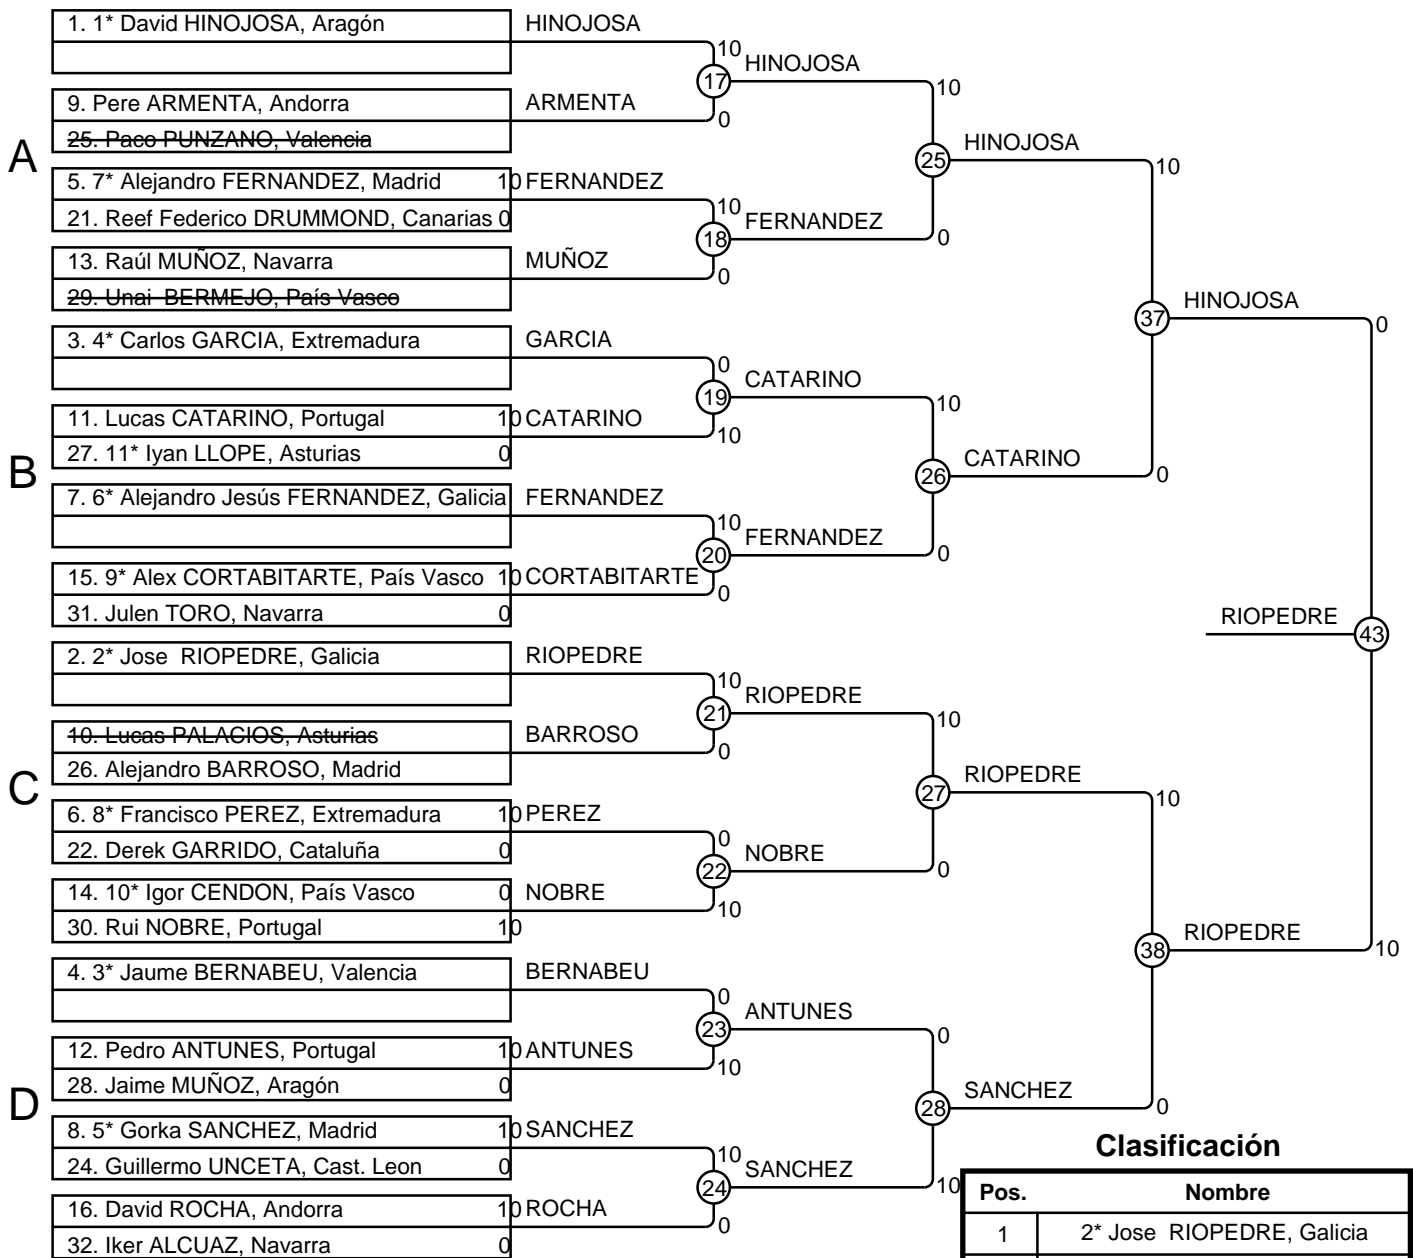 1. 1* David HINOJOSA, Aragón
HINOJOSA
10
HINOJOSA
17
10
9. Pere ARMENTA, Andorra
ARMENTA
0
25. Paco PUNZANO, Valencia
A
HINOJOSA
25
10
5. 7* Alejandro FERNANDEZ, Madrid 10
FERNANDEZ
21. Reef Federico DRUMMOND, Canarias 0
10
FERNANDEZ
18
0
13. Raúl MUÑOZ, Navarra
MUÑOZ
0
29. Unai BERMEJO, País Vasco
HINOJOSA
37
0
3. 4* Carlos GARCIA, Extremadura
GARCIA
0
CATARINO
19
10
11. Lucas CATARINO, Portugal 10
CATARINO
10
27. 11* Iyan LLOPE, Asturias 0
B
CATARINO
26
0
7. 6* Alejandro Jesús FERNANDEZ, Galicia
FERNANDEZ
10
FERNANDEZ
20
0
15. 9* Alex CORTABITARTE, País Vasco 10
CORTABITARTE
0
31. Julen TORO, Navarra 0
RIOPEDRE
43
2. 2* Jose RIOPEDRE, Galicia
RIOPEDRE
10
RIOPEDRE
21
10
10. Lucas PALACIOS, Asturias
BARROSO
0
26. Alejandro BARROSO, Madrid
C
RIOPEDRE
27
10
6. 8* Francisco PEREZ, Extremadura 10
PEREZ
22. Derek GARRIDO, Cataluña 0
0
NOBRE
22
0
14. 10* Igor CENDON, País Vasco 0
NOBRE
10
30. Rui NOBRE, Portugal 10
RIOPEDRE
38
10
4. 3* Jaume BERNABEU, Valencia
BERNABEU
0
ANTUNES
23
0
12. Pedro ANTUNES, Portugal 10
ANTUNES
10
28. Jaime MUÑOZ, Aragón 0
D
SANCHEZ
28
0
8. 5* Gorka SANCHEZ, Madrid 10
SANCHEZ
24. Guillermo UNCETA, Cast. Leon 0
10
SANCHEZ
24
10
16. David ROCHA, Andorra 10
ROCHA
0
32. Iker ALCUAZ, Navarra 0
Clasificación
Pos. Nombre
1 2* Jose RIOPEDRE, Galicia